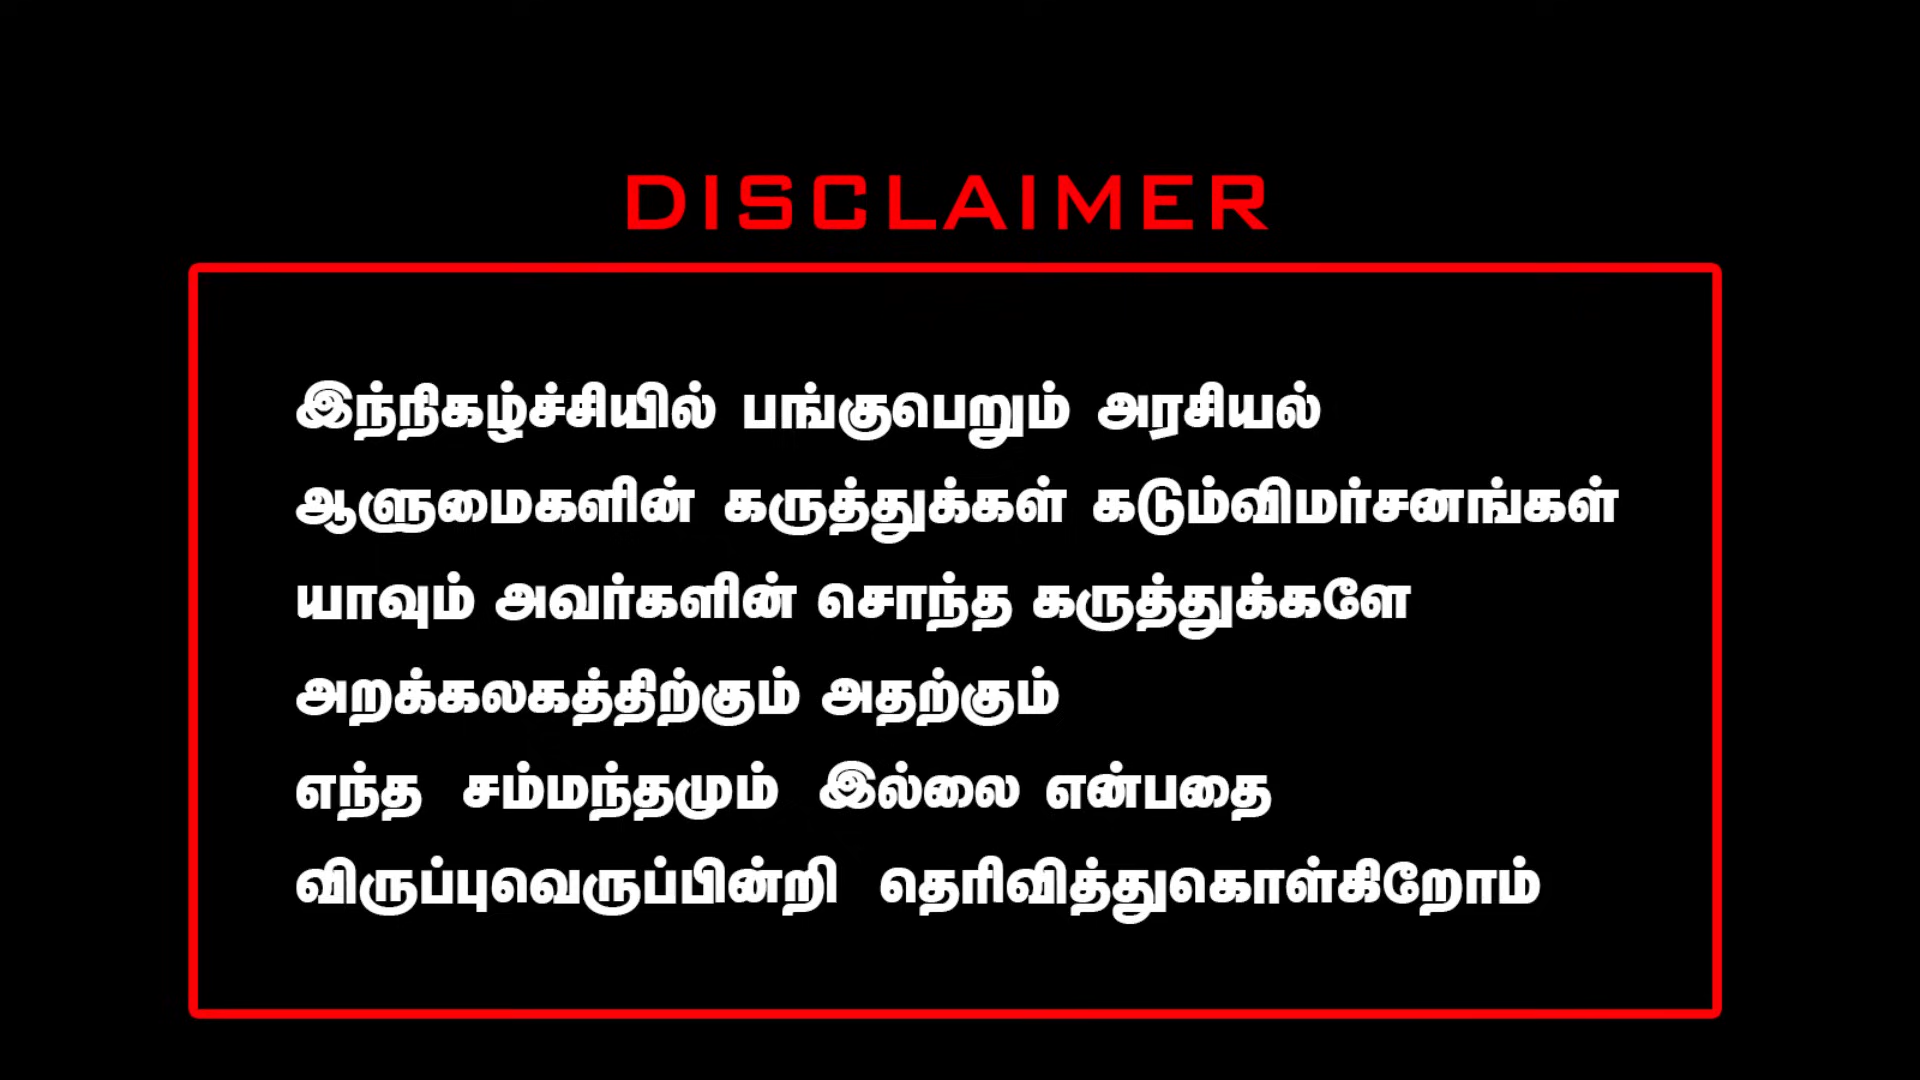 DISCLAIMER
இந்நிகழ்ச்சியில் பங்குபெறும் அரசியல்
ஆளுமைகளின் கருத்துக்கள் கடும்விமர்சனங்கள்
யாவும் அவர்களின் சொந்த கருத்துக்களே
அறக்கலகத்திற்கும் அதற்கும்
எந்த சம்மந்தமும் இல்லை என்பதை
விருப்புவெருப்பின்றி தெரிவித்துகொள்கிறோம்